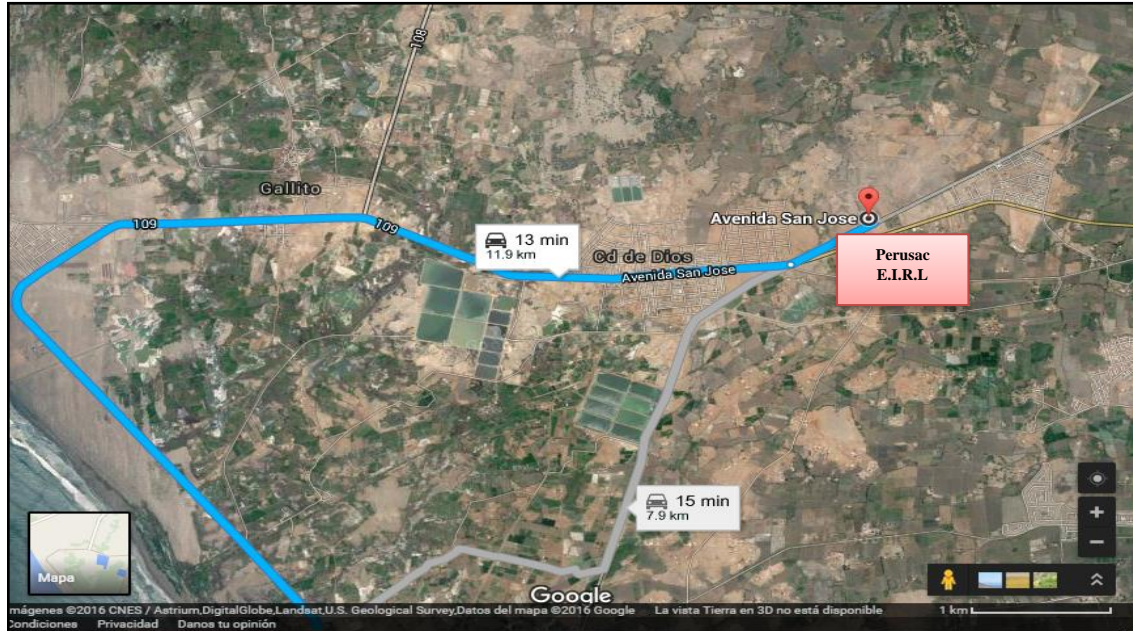 108
Gallito
109
109
Avenida San Jose
13 min
11.9 km
Cd de Dios
Avenida San Jose
Perusac
E.I.R.L
15 min
7.9 km
Mapa
Google
mágenes ©2016 CNES / Astrium,DigitalGlobe,Landsat,U.S. Geological Survey,Datos del mapa ©2016 Google La vista Tierra en 3D no está disponible 1 km
Condiciones Privacidad Danos tu opinión